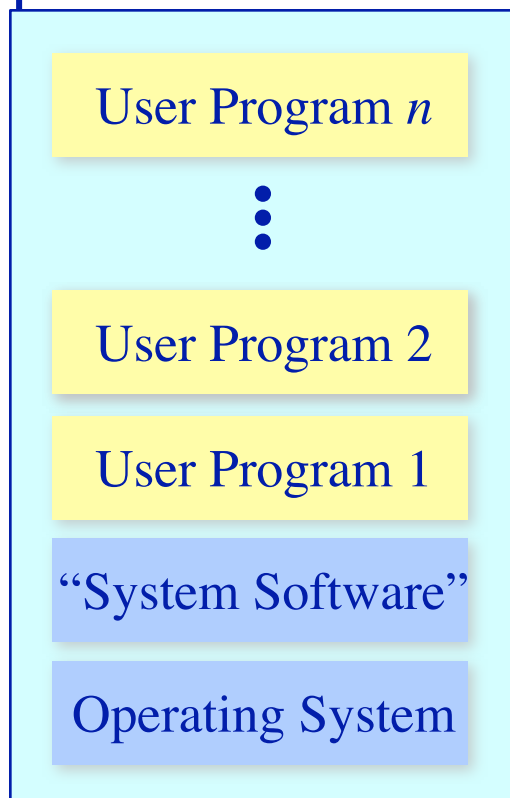 User Program n
User Program 2
User Program 1
“System Software”
Operating System